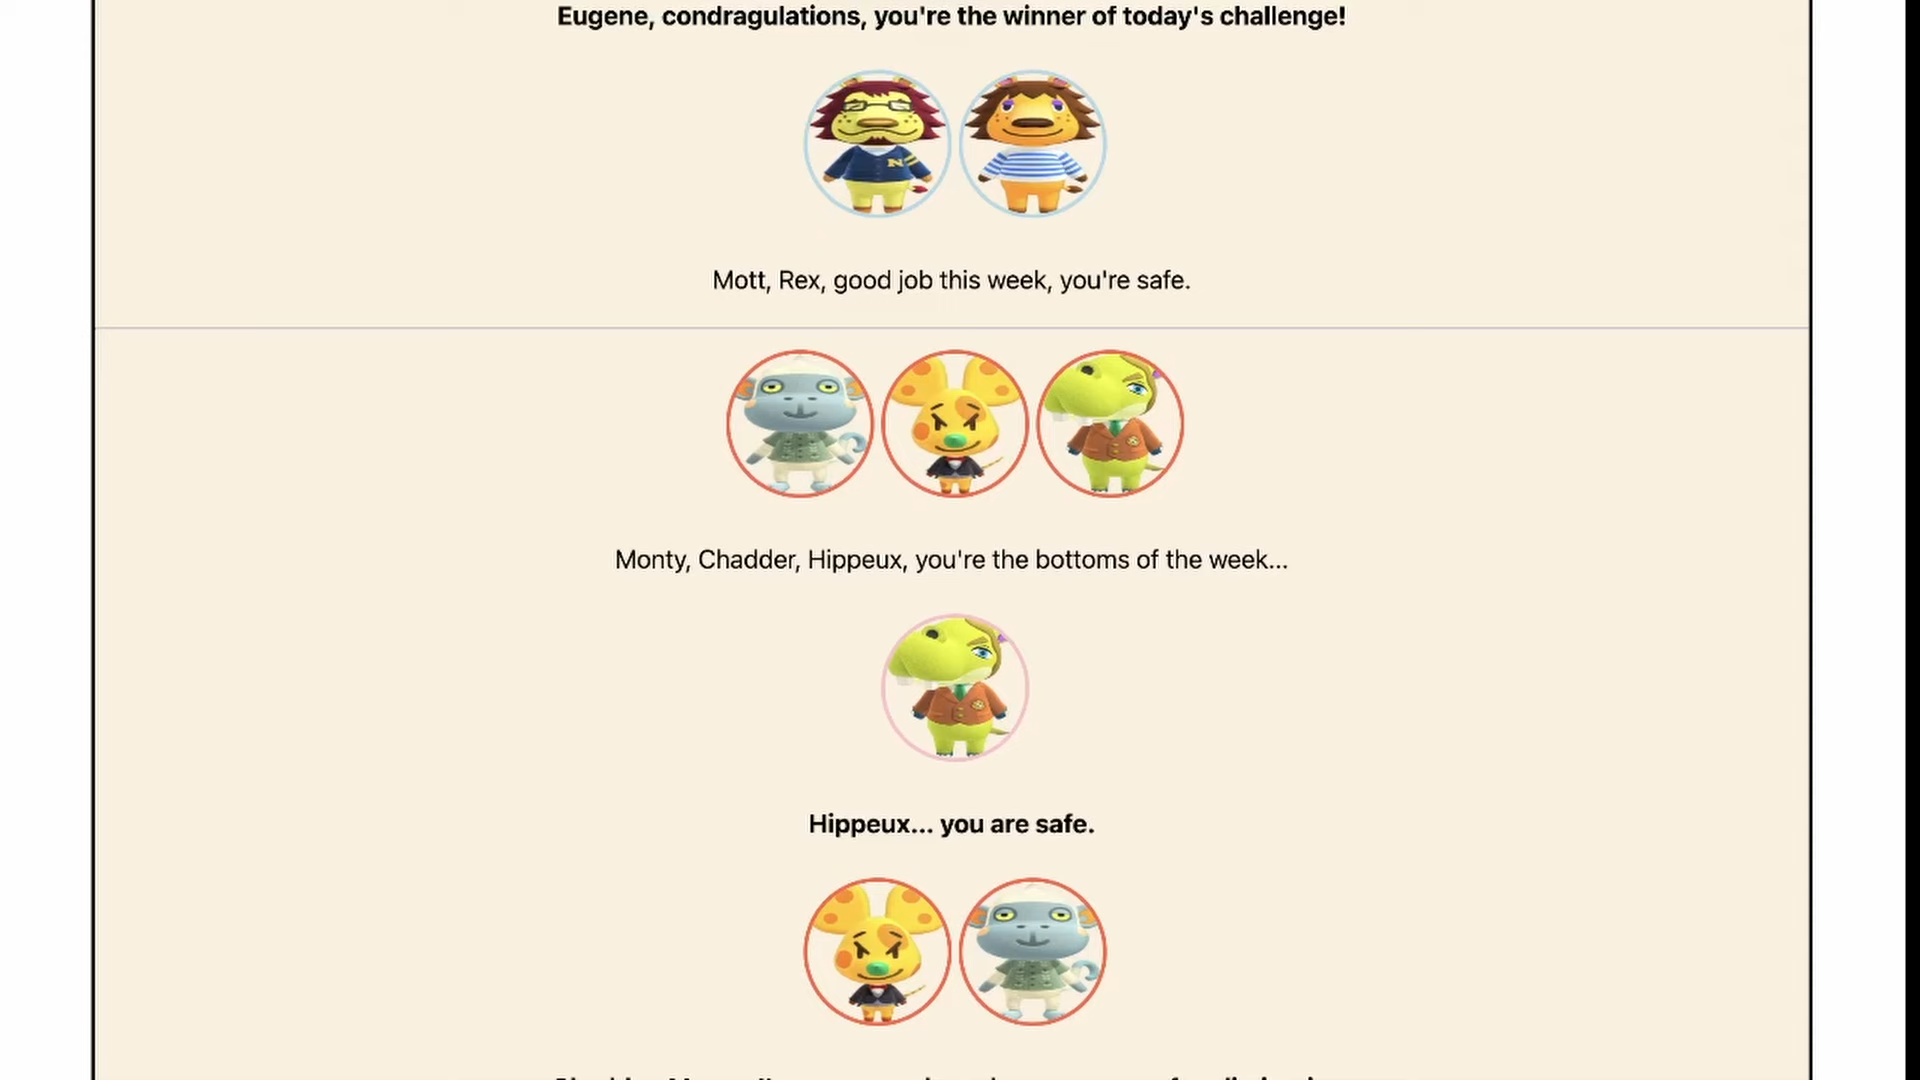 Eugene, condragulations, you're the winner of today's challenge!
N
Mott, Rex, good job this week, you're safe.
Monty, Chadder, Hippeux, you're the bottoms of the week...
Hippeux... you are safe.